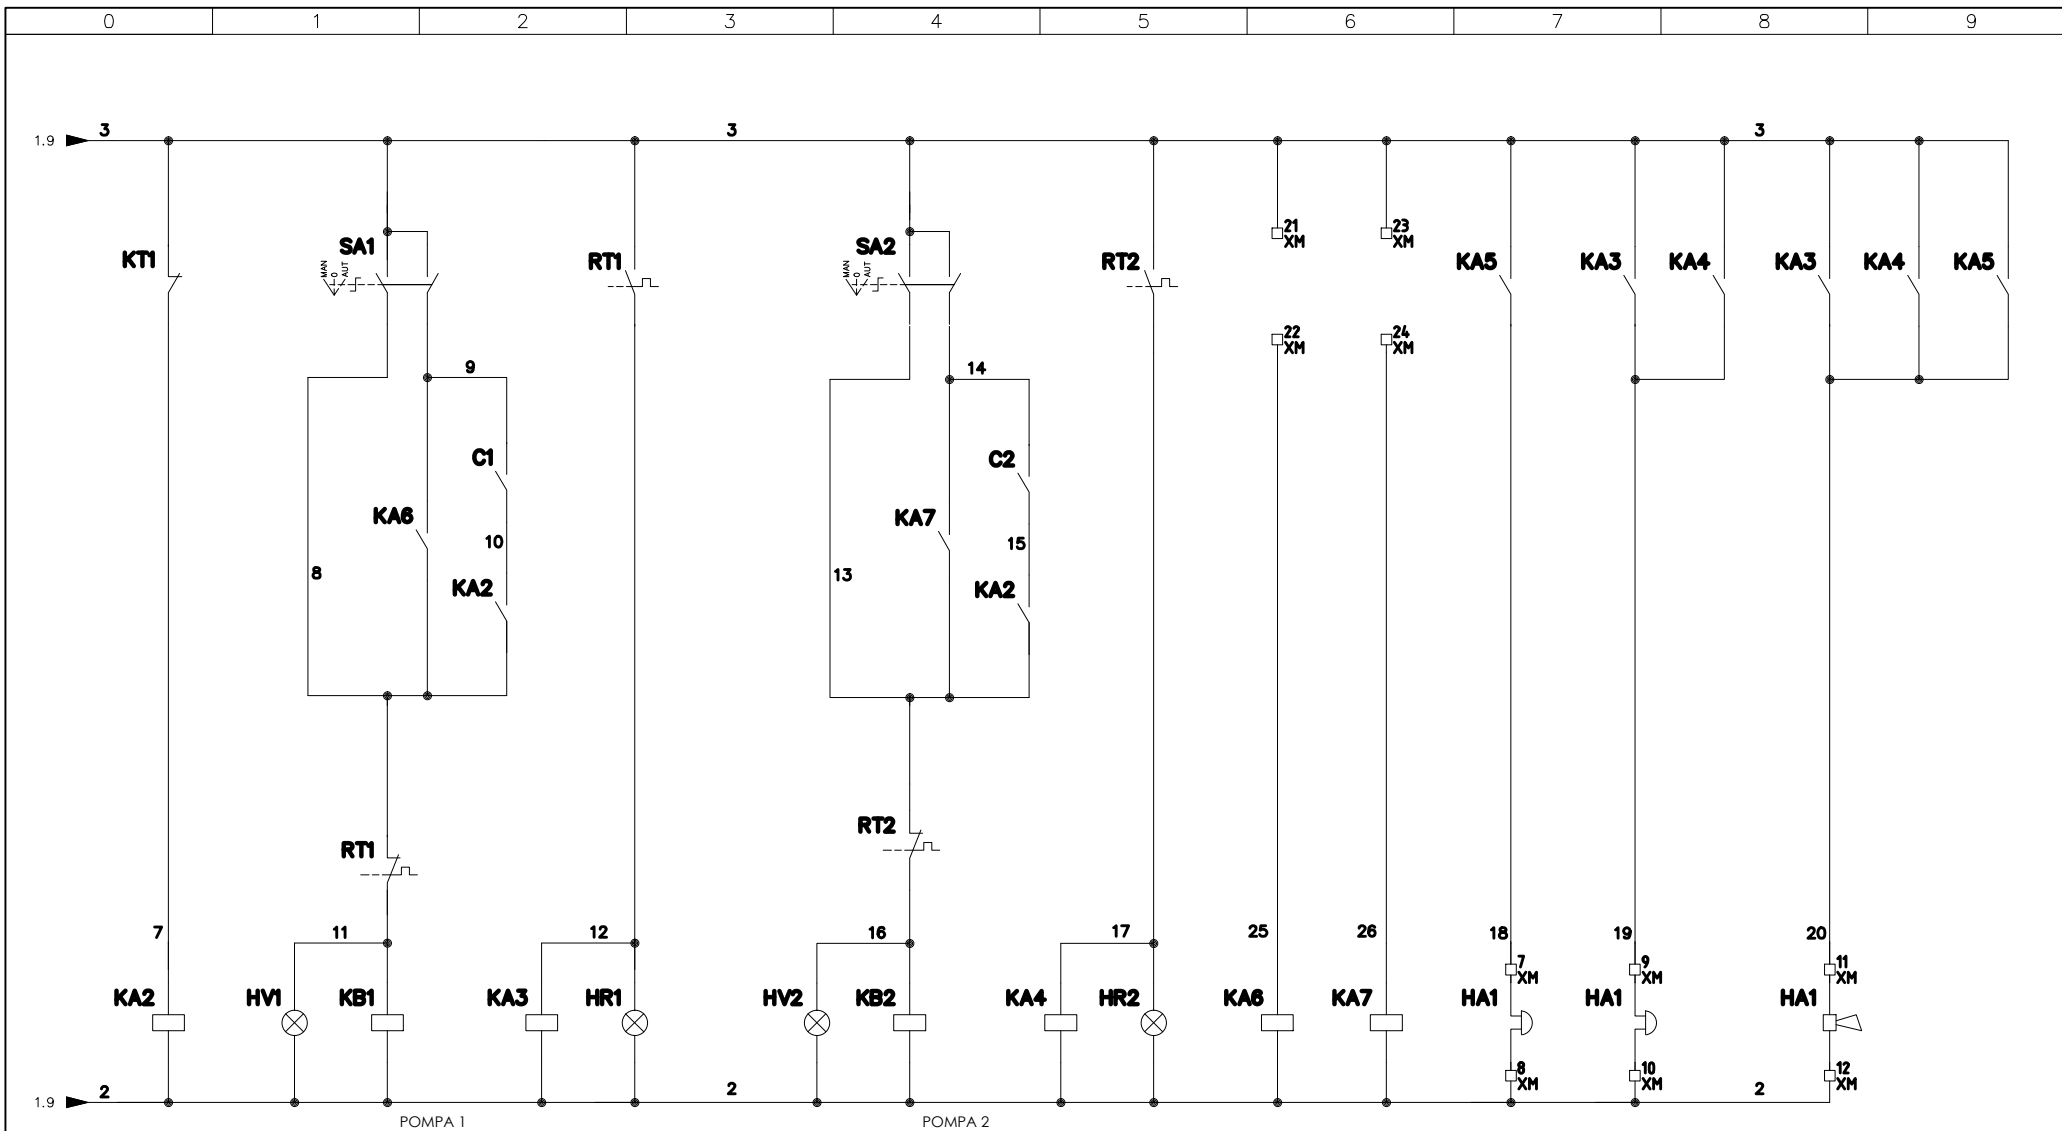 0 1 2 3 4 5 6 7 8 9
1.9 3 3 3
21 XM
23 XM
KT1
SA1
MAN 0 AUT
RT1
SA2
MAN 0 AUT
RT2
KA5
KA3
KA4
KA3
KA4
KA5
22 XM
24 XM
9
14
C1
C2
KA6
KA7
10
15
8
13
KA2
KA2
RT2
RT1
7
11
12
16
17
25
26
18
19
20
7 XM
9 XM
11 XM
KA2
HV1
KB1
KA3
HR1
HV2
KB2
KA4
HR2
KA6
KA7
HA1
HA1
HA1
8 XM
10 XM
12 XM
1.9 2 2 2
POMPA 1
POMPA 2